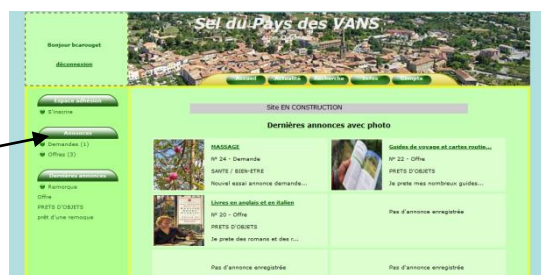 Bonjour bcarouget
déconnexion
Sel du Pays des VANS
Accueil Actualité Recherche Infos Compte
Espace adhésion
S'inscrire
Annonces
Demandes (1)
Offres (3)
Dernières annonces
Remorque
Offre
PRETS D'OBJETS
prêt d'une remoque
Site EN CONSTRUCTION
Dernières annonces avec photo
MASSAGE
N° 24 - Demande
SANTE / BIEN-ETRE
Nouvel essai annonce demande...
Guides de voyage et cartes routie...
N° 22 - Offre
PRETS D'OBJETS
Je prete mes nombreux guides...
Livres en anglais et en italien
N° 20 - Offre
PRETS D'OBJETS
Je prete des romans et des r...
Pas d'annonce enregistrée
Pas d'annonce enregistrée
Pas d'annonce enregistrée